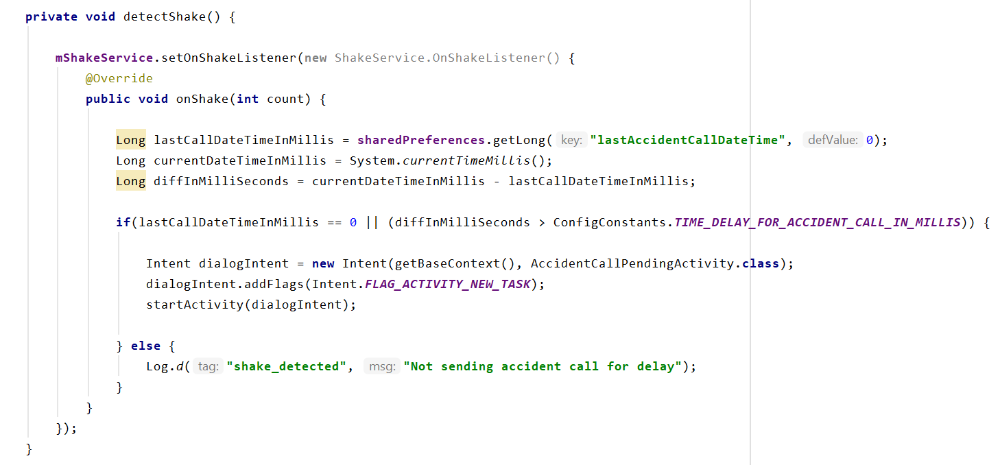 private void detectShake() {
mShakeService.setOnShakeListener(new ShakeService.OnShakeListener() {
@Override
public void onShake(int count) {
Long lastCallDateTimeInMillis = sharedPreferences.getLong( key: "lastAccidentCallDateTime", defValue: 0);
Long currentDateTimeInMillis = System.currentTimeMillis();
Long diffInMilliSeconds = currentDateTimeInMillis - lastCallDateTimeInMillis;
if(lastCallDateTimeInMillis == 0 || (diffInMilliSeconds > ConfigConstants.TIME_DELAY_FOR_ACCIDENT_CALL_IN_MILLIS)) {
Intent dialogIntent = new Intent(getBaseContext(), AccidentCallPendingActivity.class);
dialogIntent.addFlags(Intent.FLAG_ACTIVITY_NEW_TASK);
startActivity(dialogIntent);
} else {
Log.d( tag: "shake_detected", msg: "Not sending accident call for delay");
}
}
});
}